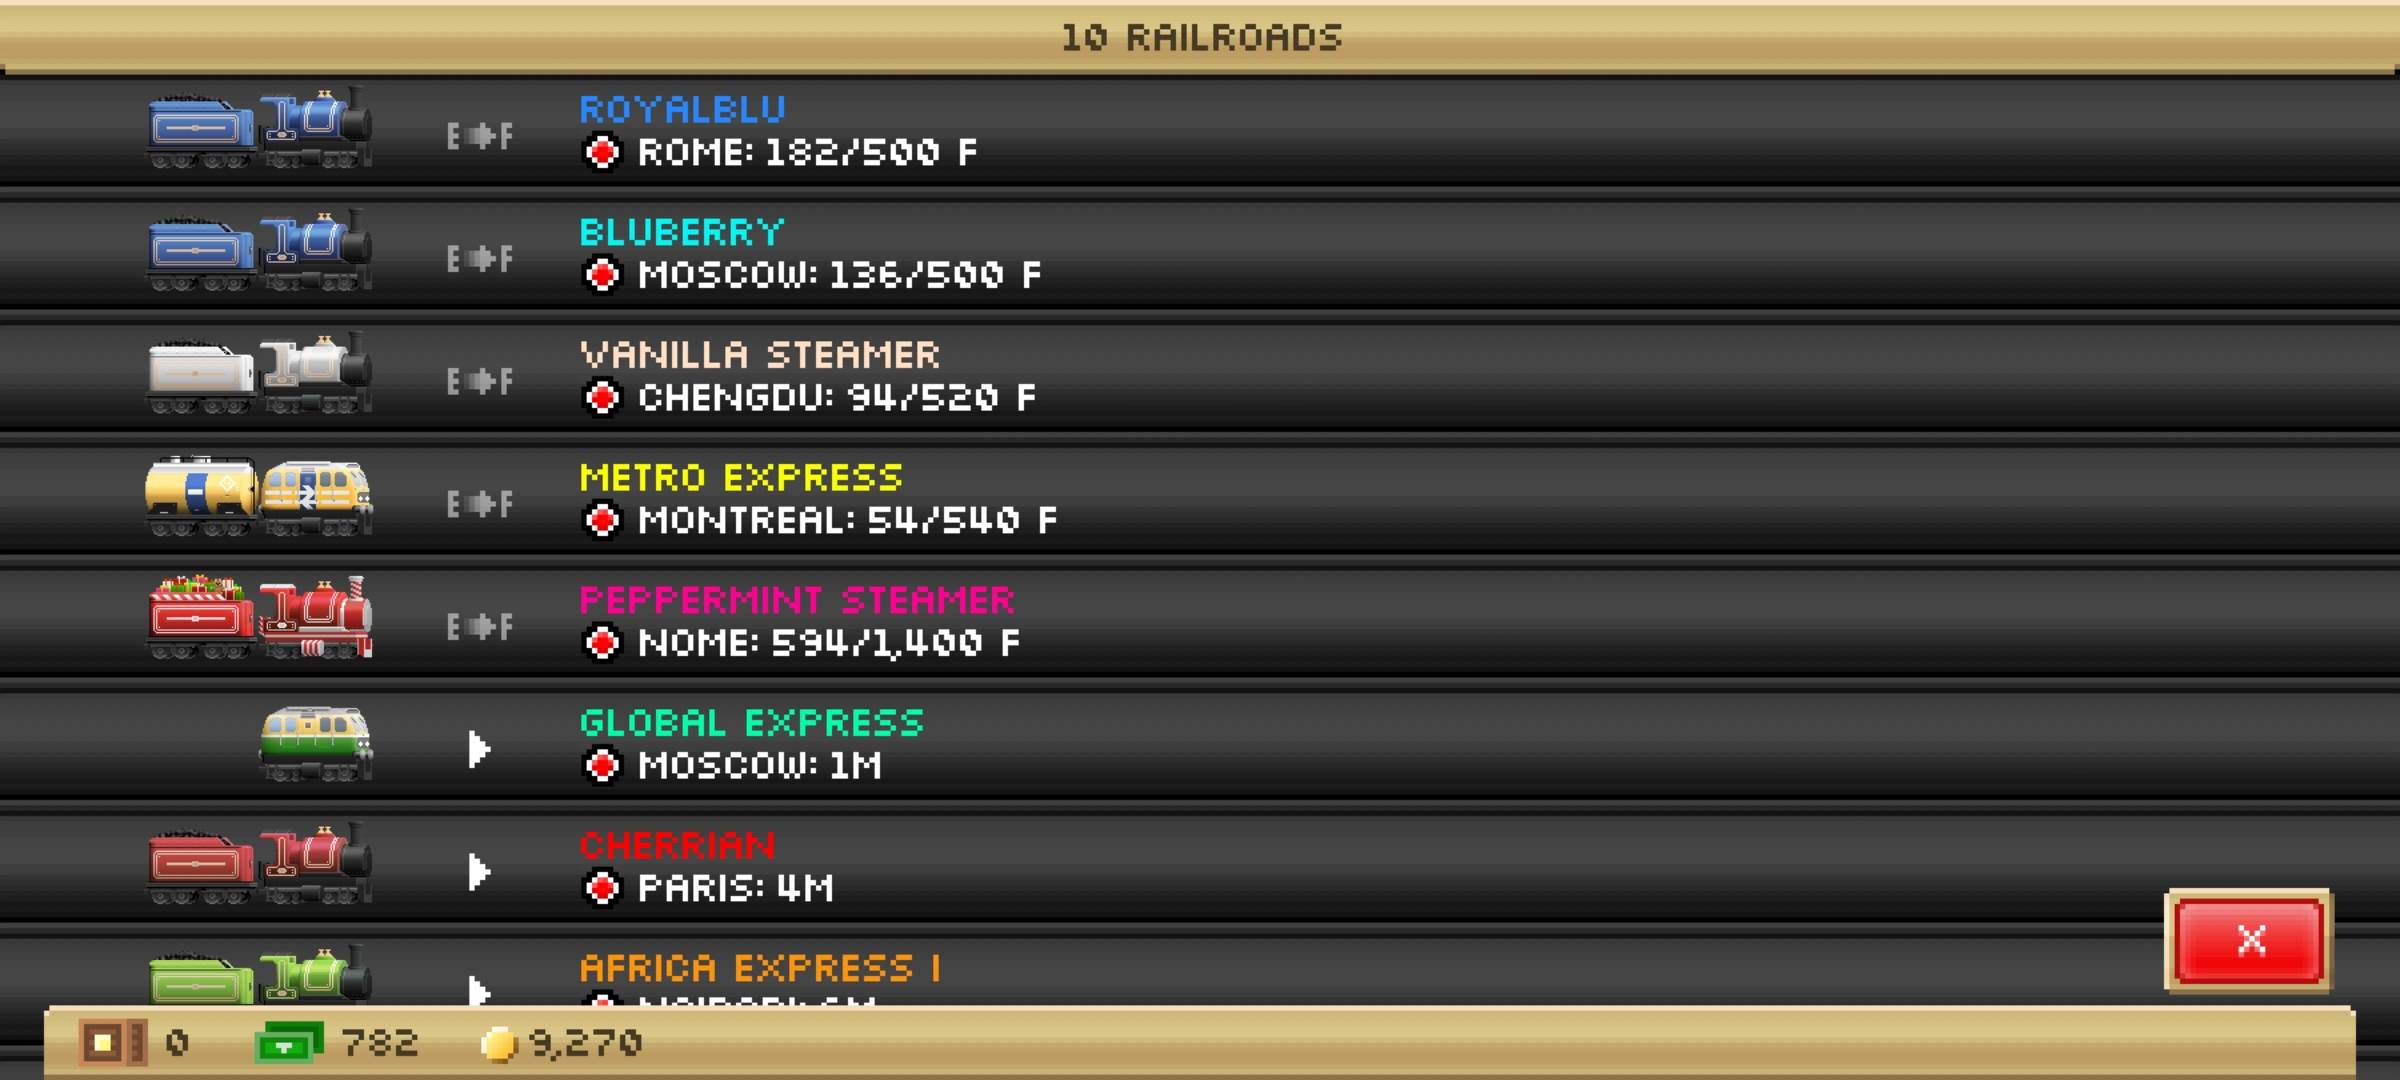 10 RAILROADS
ROYALBLU
E F
ROME: 182/500 F
BLUBERRY
E F
MOSCOW: 136/500 F
VANILLA STEAMER
E F
CHENGDU: 94/520 F
METRO EXPRESS
E F
MONTREAL: 54/540 F
PEPPERMINT STEAMER
E F
NOME: 594/1,400 F
GLOBAL EXPRESS
MOSCOW: 1M
CHERRIAN
PARIS: 4M
AFRICA EXPRESS I
X
0 782 9,270